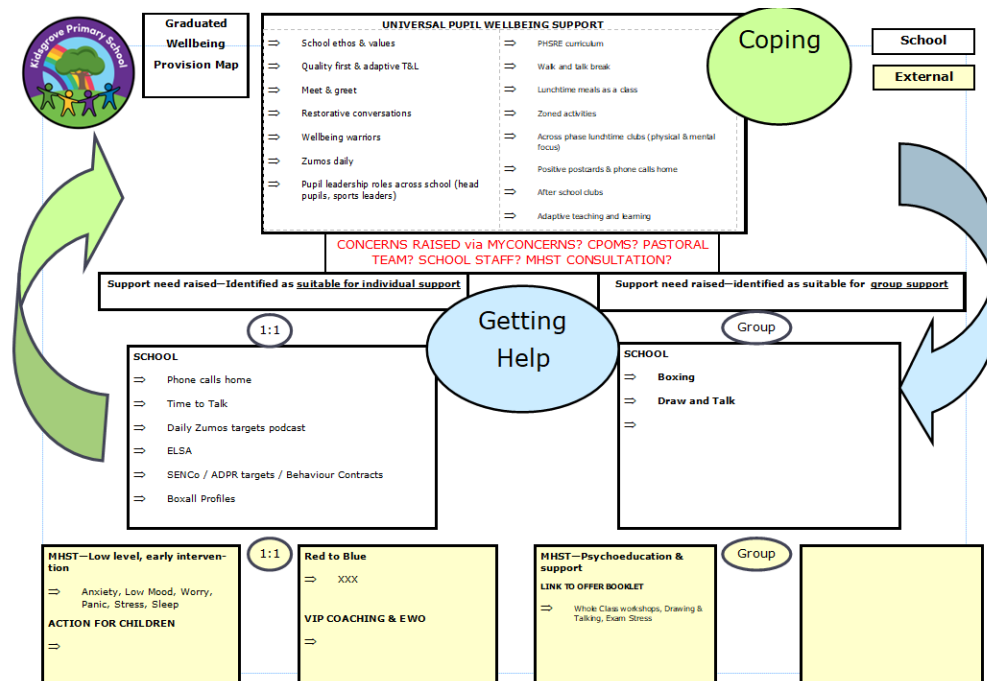 Kidsgrove Primary School
Graduated
Wellbeing
Provision Map
UNIVERSAL PUPIL WELLBEING SUPPORT
⇒ School ethos & values
⇒ Quality first & adaptive T&L
⇒ Meet & greet
⇒ Restorative conversations
⇒ Wellbeing warriors
⇒ Zumos daily
⇒ Pupil leadership roles across school (head
pupils, sports leaders)
⇒ PHSRE curriculum
⇒ Walk and talk break
⇒ Lunchtime meals as a class
⇒ Zoned activities
⇒ Across phase lunchtime clubs (physical & mental
focus)
⇒ Positive postcards & phone calls home
⇒ After school clubs
⇒ Adaptive teaching and learning
Coping
School
External
CONCERNS RAISED via MYCONCERNS? CPOMS? PASTORAL
TEAM? SCHOOL STAFF? MHST CONSULTATION?
Support need raised—Identified as suitable for individual support
Support need raised—identified as suitable for group support
Getting
Help
1:1
Group
SCHOOL
⇒ Phone calls home
⇒ Time to Talk
⇒ Daily Zumos targets podcast
⇒ ELSA
⇒ SENCo / ADPR targets / Behaviour Contracts
⇒ Boxall Profiles
SCHOOL
⇒ Boxing
⇒ Draw and Talk
⇒
MHST—Low level, early interven-
tion
⇒ Anxiety, Low Mood, Worry,
Panic, Stress, Sleep
ACTION FOR CHILDREN
⇒
1:1
Red to Blue
⇒ XXX
VIP COACHING & EWO
⇒
MHST—Psychoeducation &
support
LINK TO OFFER BOOKLET
⇒ Whole Class workshops, Drawing &
Talking, Exam Stress
Group